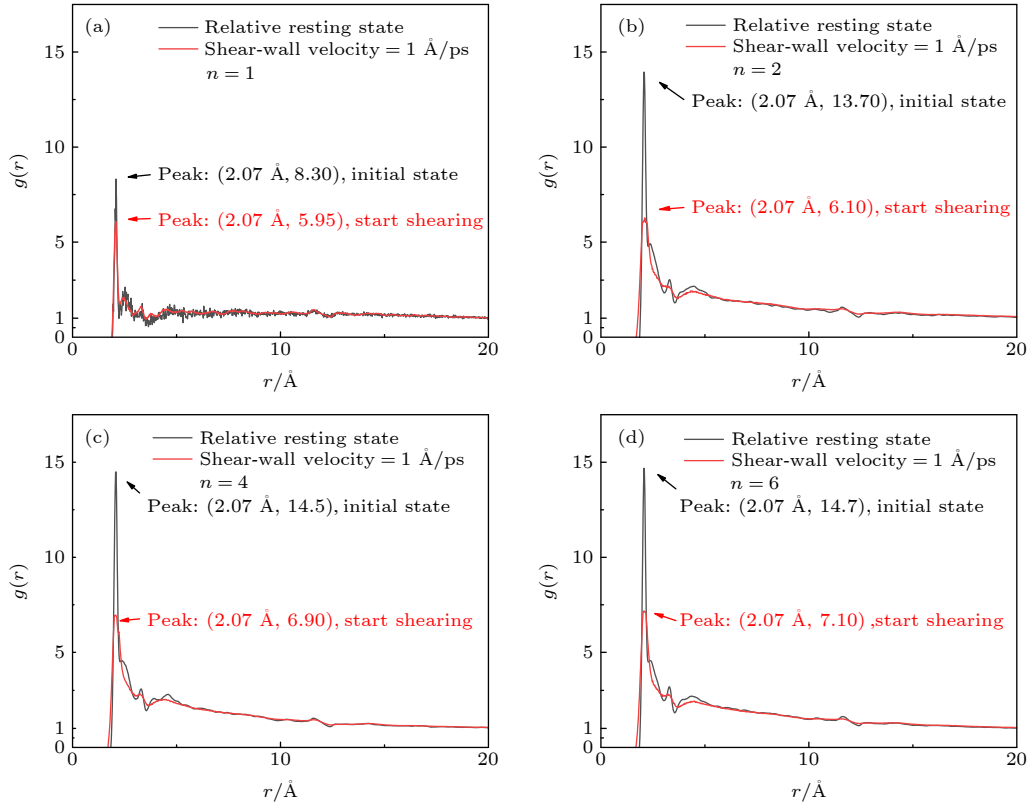 (a)
Relative resting state
Shear-wall velocity = 1 Å/ps
n = 1
Peak: (2.07 Å, 8.30), initial state
Peak: (2.07 Å, 5.95), start shearing
g(r)
15
10
5
1
0
0
10
20
r/Å
(b)
Relative resting state
Shear-wall velocity = 1 Å/ps
n = 2
Peak: (2.07 Å, 13.70), initial state
Peak: (2.07 Å, 6.10), start shearing
g(r)
15
10
5
1
0
0
10
20
r/Å
(c)
Relative resting state
Shear-wall velocity = 1 Å/ps
n = 4
Peak: (2.07 Å, 14.5), initial state
Peak: (2.07 Å, 6.90), start shearing
g(r)
15
10
5
1
0
0
10
20
r/Å
(d)
Relative resting state
Shear-wall velocity = 1 Å/ps
n = 6
Peak: (2.07 Å, 14.7), initial state
Peak: (2.07 Å, 7.10) ,start shearing
g(r)
15
10
5
1
0
0
10
20
r/Å